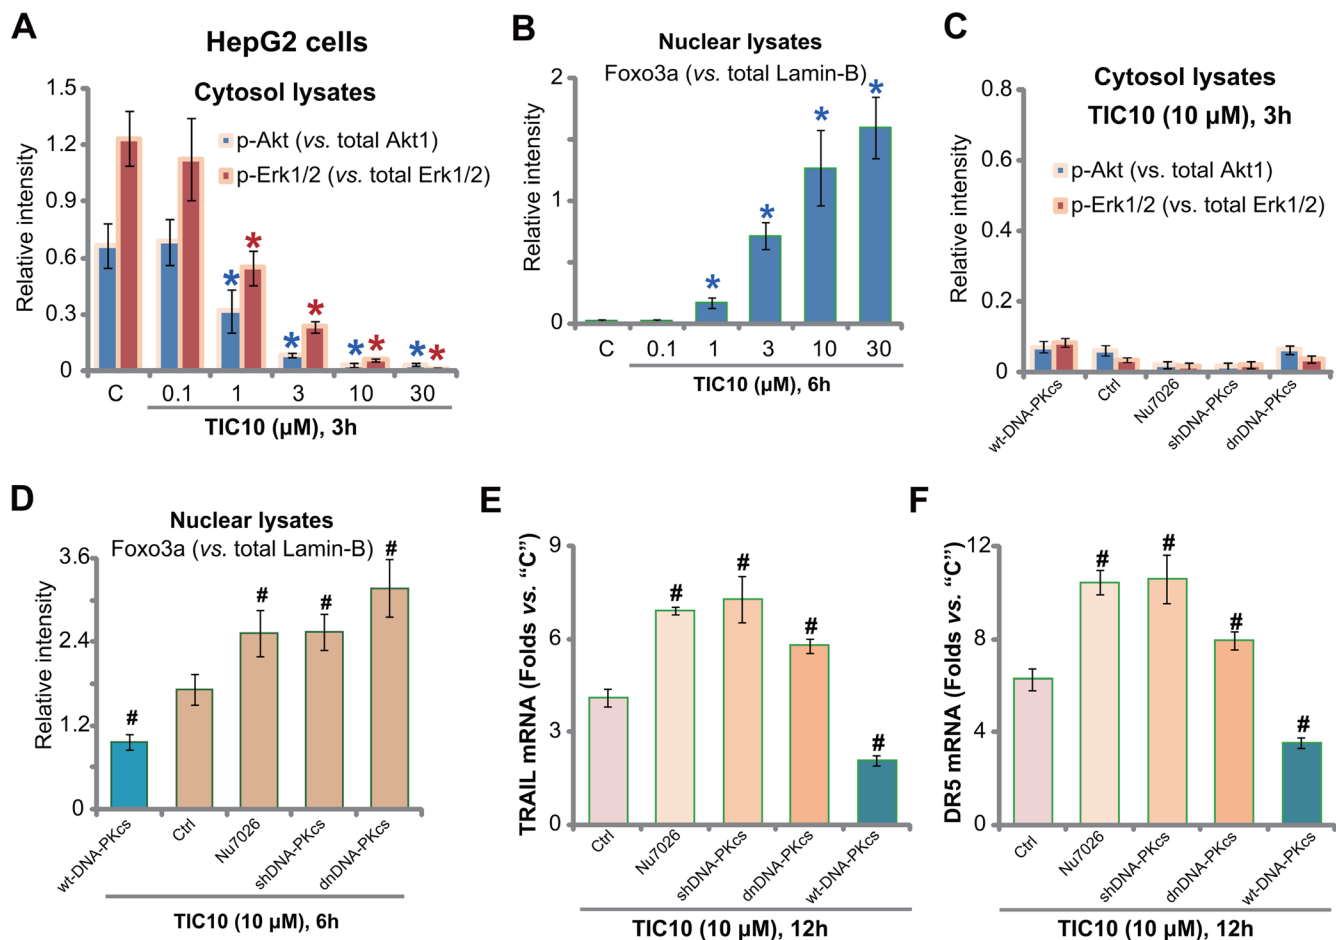 A
HepG2 cells
Cytosol lysates
p-Akt (vs. total Akt1)
p-Erk1/2 (vs. total Erk1/2)
Relative intensity
1.5
1.2
0.9
0.6
0.3
0
* * * * * * * *
C 0.1 1 3 10 30
TIC10 (µM), 3h
B
Nuclear lysates
Foxo3a (vs. total Lamin-B)
Relative intensity
2
1
0
* * * *
C 0.1 1 3 10 30
TIC10 (µM), 6h
C
Cytosol lysates
TIC10 (10 µM), 3h
p-Akt (vs. total Akt1)
p-Erk1/2 (vs. total Erk1/2)
Relative intensity
0.8
0.6
0.4
0.2
0
wt-DNA-PKcs
Ctrl
Nu7026
shDNA-PKcs
dnDNA-PKcs
D
Nuclear lysates
Foxo3a (vs. total Lamin-B)
Relative intensity
3.6
2.4
1.2
0
# # # #
wt-DNA-PKcs
Ctrl
Nu7026
shDNA-PKcs
dnDNA-PKcs
TIC10 (10 µM), 6h
E
TRAIL mRNA (Folds vs. “C”)
9
6
3
0
# # # #
Ctrl
Nu7026
shDNA-PKcs
dnDNA-PKcs
wt-DNA-PKcs
TIC10 (10 µM), 12h
F
DR5 mRNA (Folds vs. “C”)
12
8
4
0
# # # #
Ctrl
Nu7026
shDNA-PKcs
dnDNA-PKcs
wt-DNA-PKcs
TIC10 (10 µM), 12h